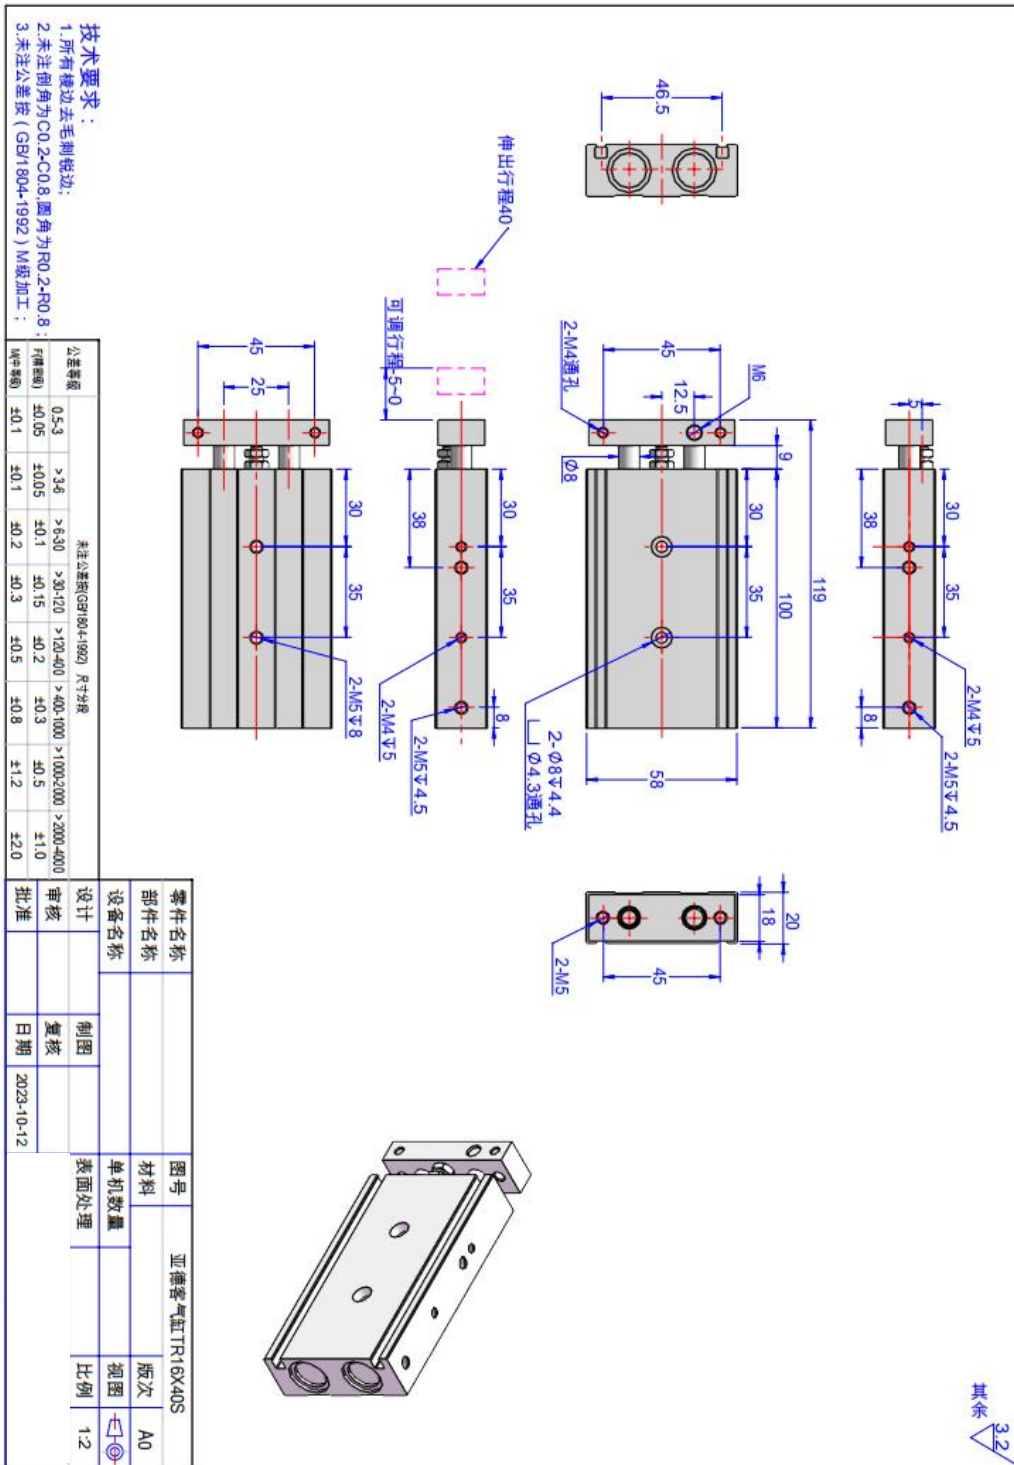 技术要求：
1.所有棱边去毛刺锐边;
2.未注倒角为C0.2-C0.8,圆角为R0.2-R0.8；
3.未注公差按（GB/1804-1992）M级加工；
46.5
伸出行程40
可调行程-5~0
45
25
30
35
2-M5↧8
38
30
35
2-M4↧5
2-M5↧4.5
8
2-M4通孔
45
12.5
M6
Ø8
9
30
35
100
119
58
2-Ø8↧4.4
Ø4.3通孔
5
38
30
35
2-M4↧5
2-M5↧4.5
8
20
18
45
2-M5
其余 3.2
未注公差按(GB/1804-1992) 尺寸分段
公差等级 0.5-3 >3-6 >6-30 >30-120 >120-400 >400-1000 >1000-2000 >2000-4000
F(精密级) ±0.05 ±0.05 ±0.1 ±0.15 ±0.2 ±0.3 ±0.5 ±1.0
M(中等级) ±0.1 ±0.1 ±0.2 ±0.3 ±0.5 ±0.8 ±1.2 ±2.0
零件名称 图号 亚德客气缸TR16X40S
部件名称 材料 版次 A0
设备名称 单机数量 视图
设计 制图 表面处理 比例 1:2
审核 复核
批准 日期 2023-10-12